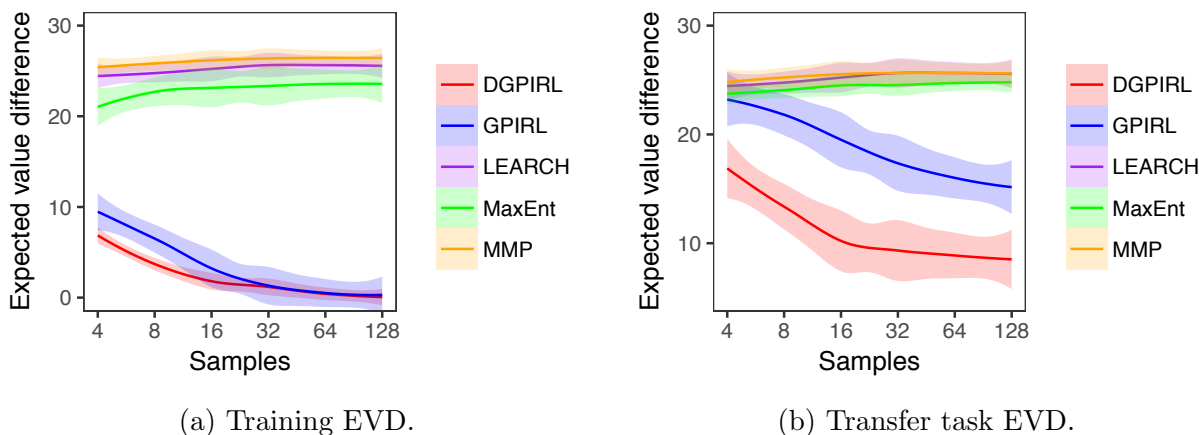 Expected value difference
30
20
10
0
4 8 16 32 64 128
Samples
DGPIRL
GPIRL
LEARCH
MaxEnt
MMP
(a) Training EVD.
Expected value difference
30
20
10
4 8 16 32 64 128
Samples
DGPIRL
GPIRL
LEARCH
MaxEnt
MMP
(b) Transfer task EVD.